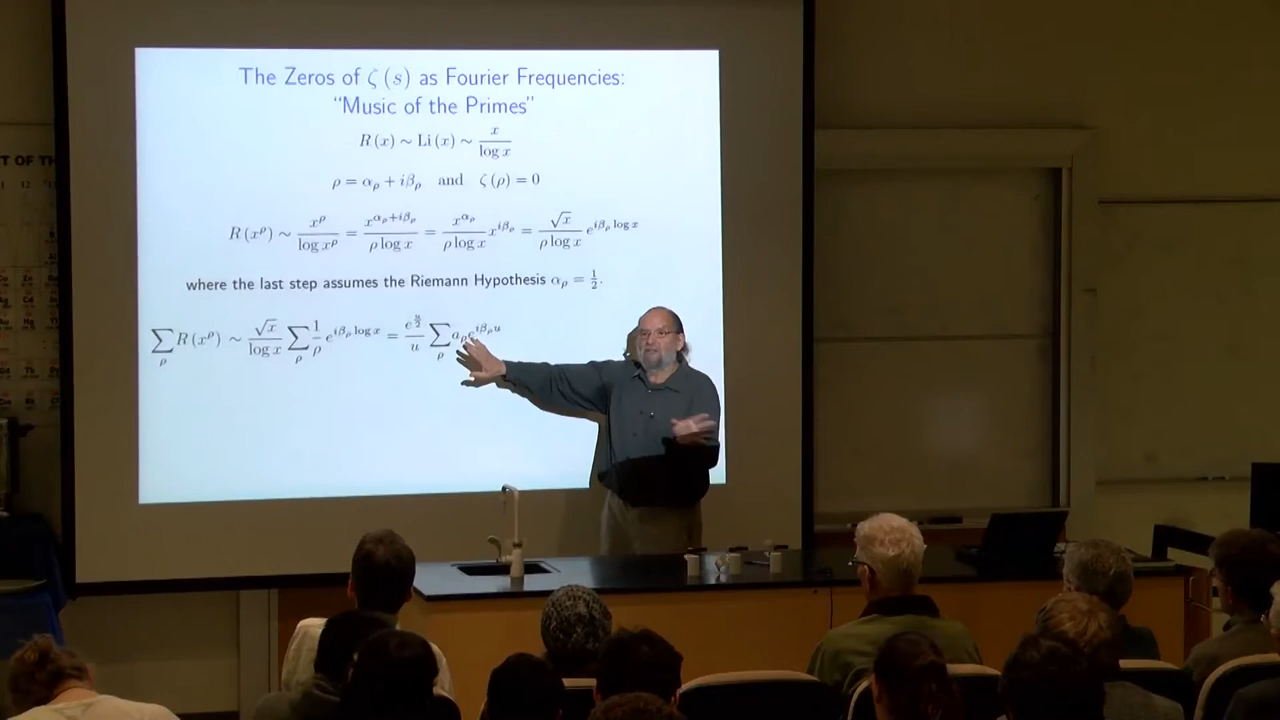 The Zeros of ζ (s) as Fourier Frequencies:
“Music of the Primes”
R (x) ∼ Li (x) ∼ x / log x
ρ = α_ρ + iβ_ρ and ζ (ρ) = 0
R (x^ρ) ∼ x^ρ / log x^ρ = x^{α_ρ+iβ_ρ} / ρ log x = x^{α_ρ} / ρ log x x^{iβ_ρ} = √x / ρ log x e^{iβ_ρ log x}
where the last step assumes the Riemann Hypothesis α_ρ = 1/2.
∑_ρ R (x^ρ) ∼ √x / log x ∑_ρ 1/ρ e^{iβ_ρ log x} = e^{u/2} / u ∑_ρ a_ρ e^{iβ_ρ u}
T OF TH